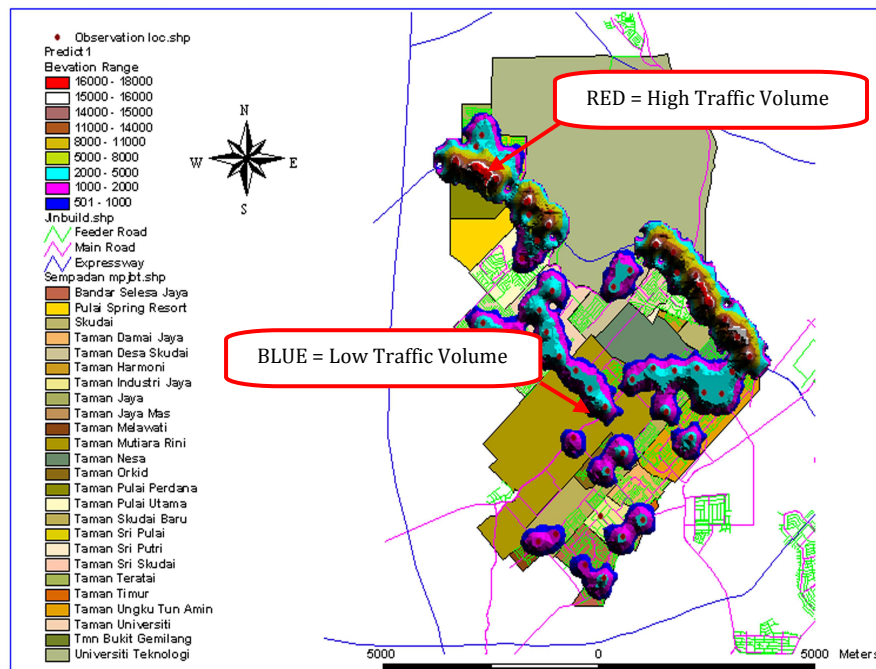 Observation loc.shp
Predict1
Elevation Range
16000 - 18000
15000 - 16000
14000 - 15000
11000 - 14000
8000 - 11000
5000 - 8000
2000 - 5000
1000 - 2000
501 - 1000
Jlnbuild.shp
Feeder Road
Main Road
Expressway
Sempadan mpjbt.shp
Bandar Selesa Jaya
Pulai Spring Resort
Skudai
Taman Damai Jaya
Taman Desa Skudai
Taman Harmoni
Taman Industri Jaya
Taman Jaya
Taman Jaya Mas
Taman Melawati
Taman Mutiara Rini
Taman Nesa
Taman Orkid
Taman Pulai Perdana
Taman Pulai Utama
Taman Skudai Baru
Taman Sri Pulai
Taman Sri Putri
Taman Sri Skudai
Taman Teratai
Taman Timur
Taman Ungku Tun Amin
Taman Universiti
Tmn Bukit Gemilang
Universiti Teknologi
N
W E
S
RED = High Traffic Volume
BLUE = Low Traffic Volume
5000 0 5000 Meters